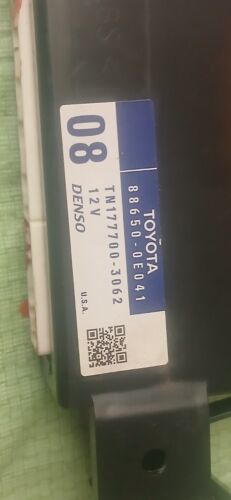 TOYOTA
88650-0E041
TN177700-3062
12V
DENSO
08
U.S.A.